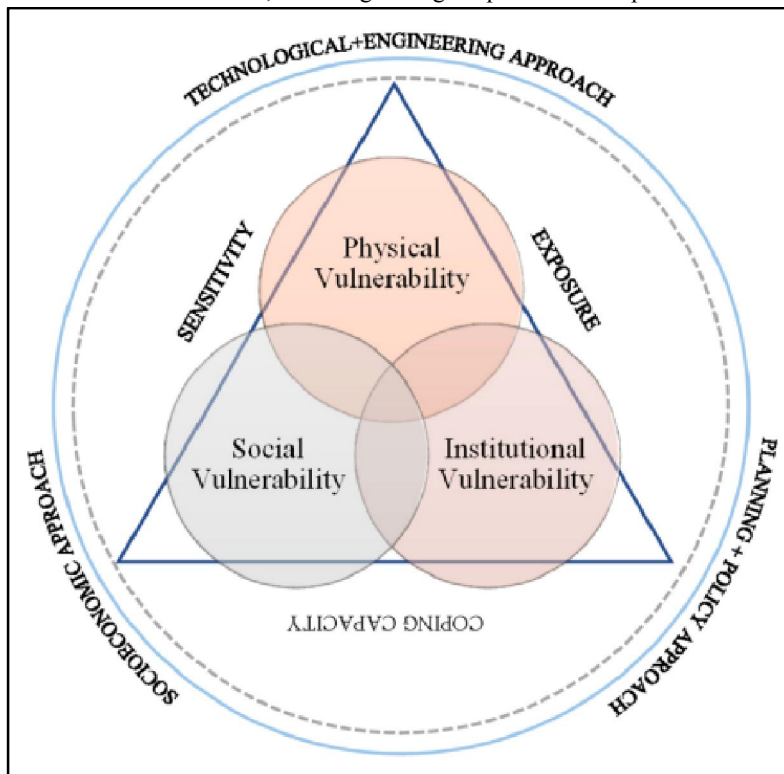 TECHNOLOGICAL+ENGINEERING APPROACH
SENSITIVITY
EXPOSURE
Physical
Vulnerability
Social
Vulnerability
Institutional
Vulnerability
COPING CAPACITY
SOCIOECONOMIC APPROACH
PLANNING + POLICY APPROACH